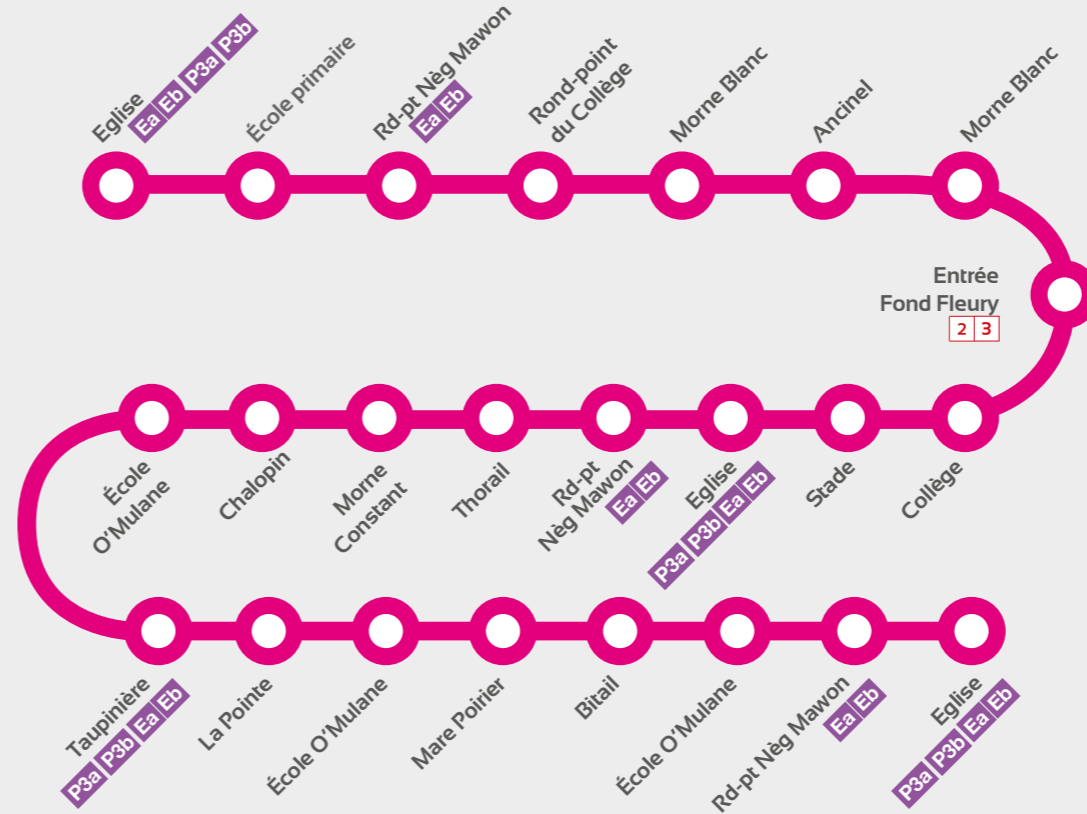 Eglise
Ea Eb P3a P3b
École primaire
Rd-pt Nèg Mawon
Ea Eb
Rond-point
du Collège
Morne Blanc
Ancinel
Morne Blanc
Entrée
Fond Fleury
2 3
École
O'Mulane
Chalopin
Morne
Constant
Thorail
Rd-pt
Nèg Mawon
Ea Eb
Eglise
P3a P3b Ea Eb
Stade
Collège
Taupinière
P3a P3b Ea Eb
La Pointe
École O'Mulane
Mare Poirier
Bitail
École O'Mulane
Rd-pt Nèg Mawon
Ea Eb
Eglise
P3a P3b Ea Eb